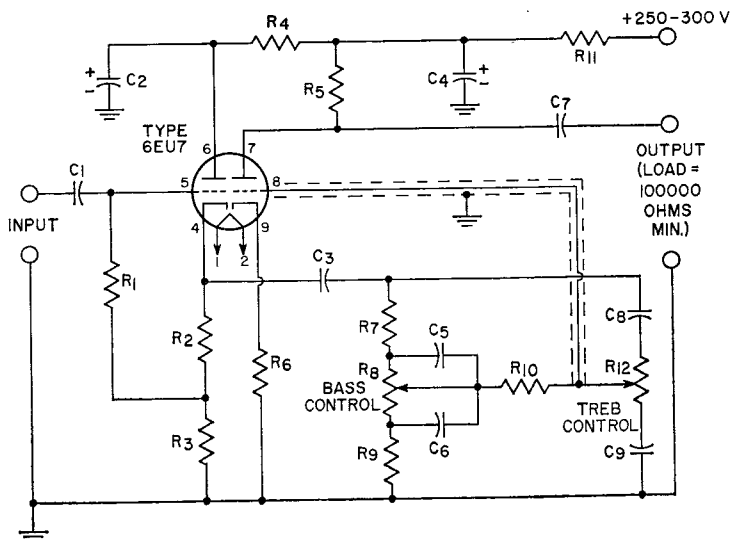 R4
+250-300 V
+
-
C2
R5
C4
+
-
R11
C7
TYPE
6EU7
6
7
C1
5
8
OUTPUT
(LOAD =
100000
OHMS
MIN.)
INPUT
4
9
1
2
C3
R1
R7
C8
R2
C5
R6
R8
R10
R12
BASS
CONTROL
TREB
CONTROL
R3
C6
R9
C9